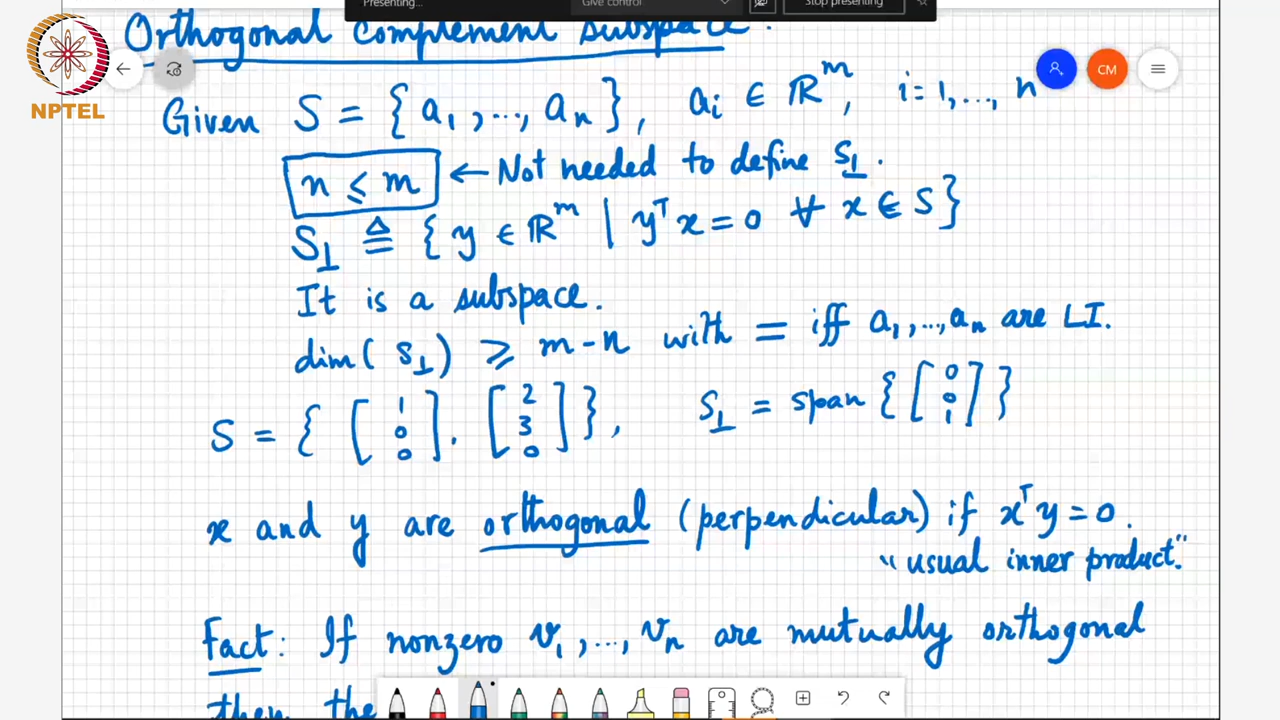 Presenting...
Give control
Stop presenting
Orthogonal complement subspace:
NPTEL
CM
Given S = { a₁, ..., aₙ }, aᵢ ∈ ℝᵐ, i = 1, ..., n
n ≤ m ← Not needed to define S⊥.
S⊥ ≜ { y ∈ ℝᵐ | yᵀx = 0 ∀ x ∈ S }
It is a subspace.
dim( S⊥ ) ≥ m - n with = iff a₁, ..., aₙ are LI.
S = { [1 0 0], [2 3 0] }, S⊥ = span { [0 0 1] }
x and y are orthogonal (perpendicular) if xᵀy = 0.
"usual inner product."
Fact: If nonzero v₁, ..., vₙ are mutually orthogonal
then the